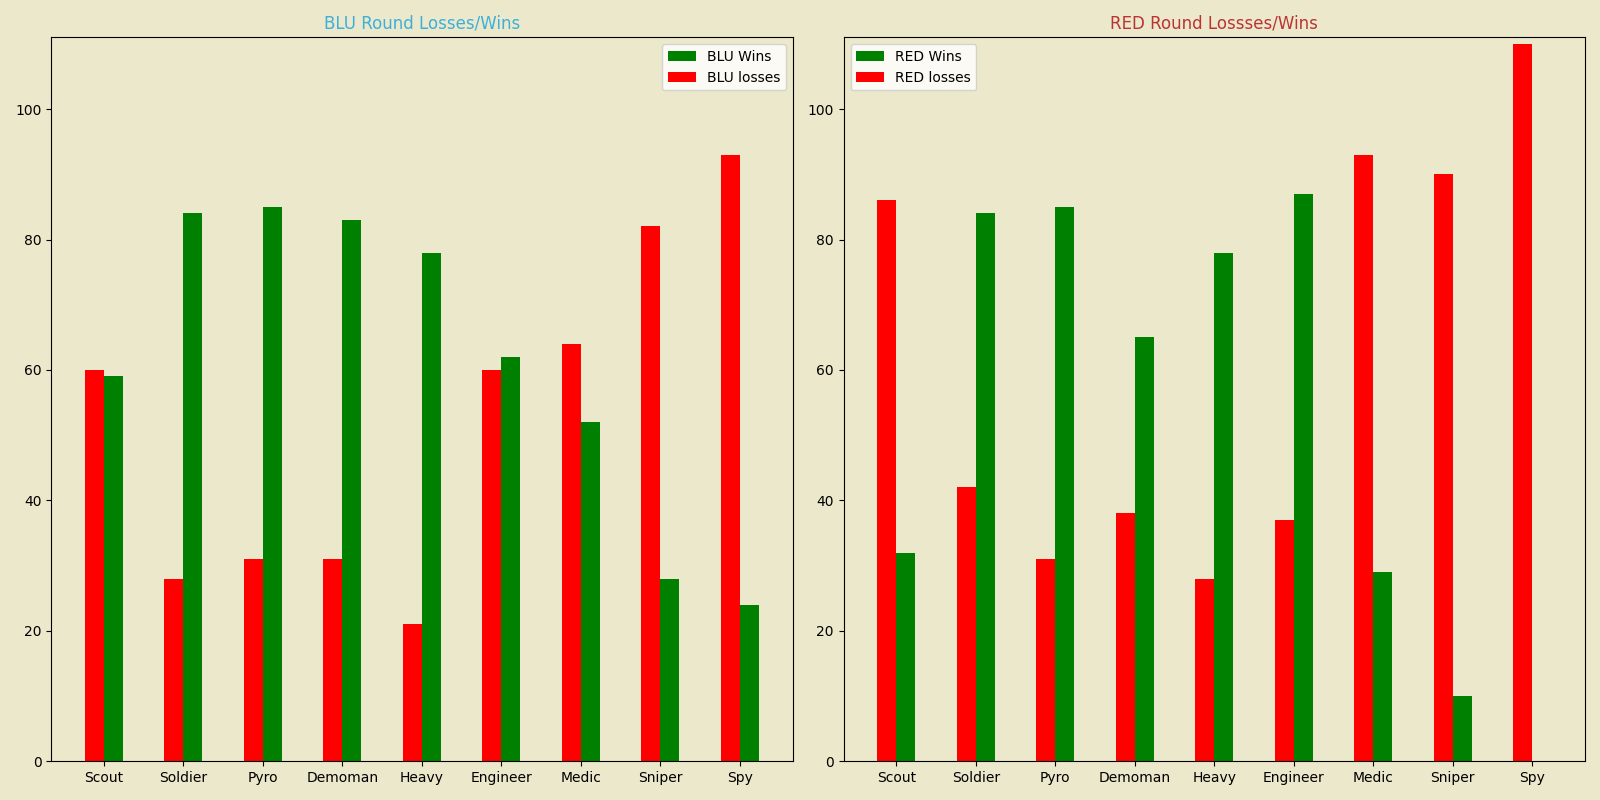 BLU Round Losses/Wins
BLU Wins
BLU losses
100
80
60
40
20
0
Scout Soldier Pyro Demoman Heavy Engineer Medic Sniper Spy
RED Round Lossses/Wins
RED Wins
RED losses
100
80
60
40
20
0
Scout Soldier Pyro Demoman Heavy Engineer Medic Sniper Spy